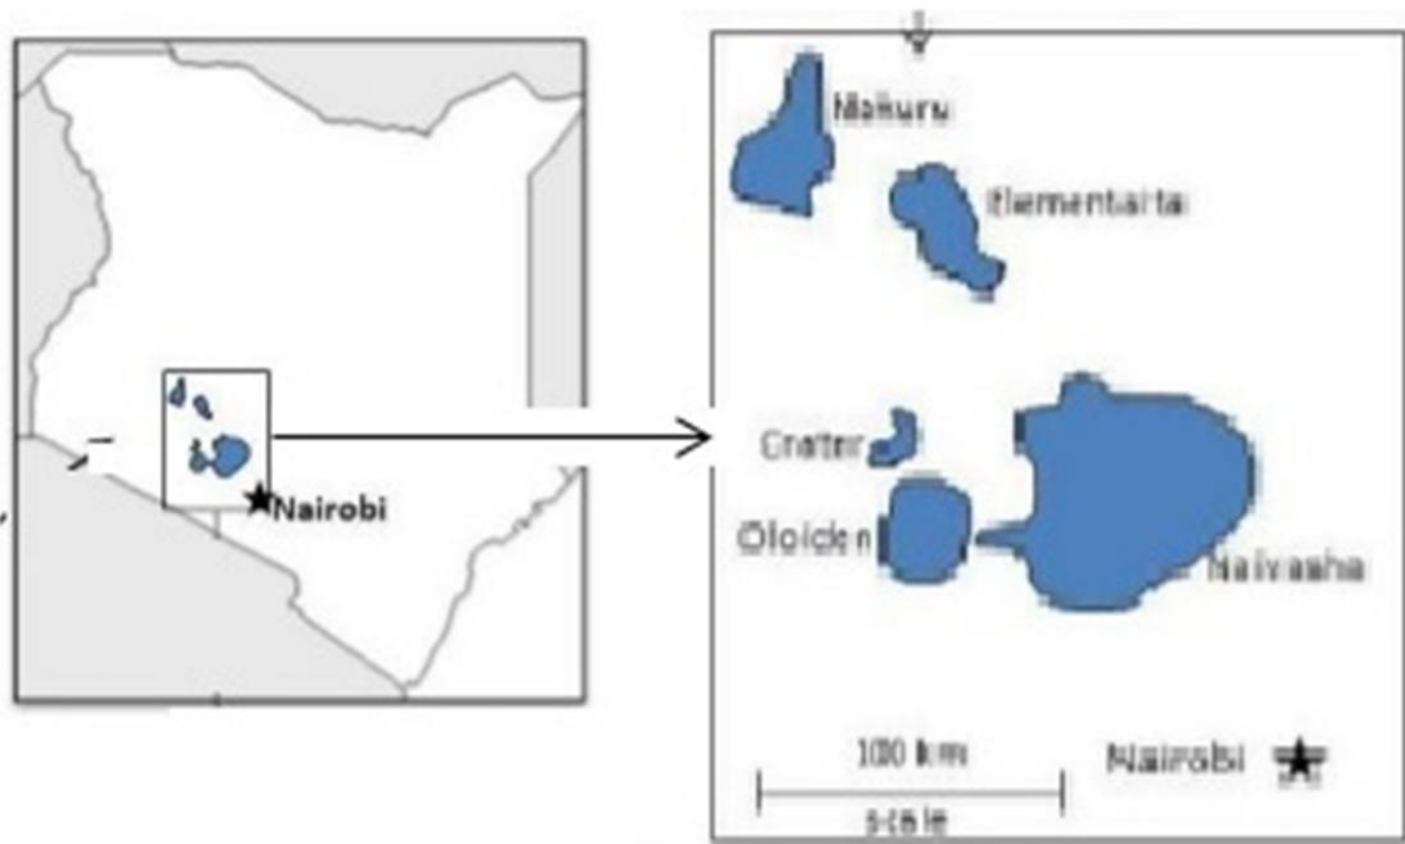 Nairobi
Nakuru
Elementaita
Crater
Oloiden
Naivasha
100 km
Nairobi
scale